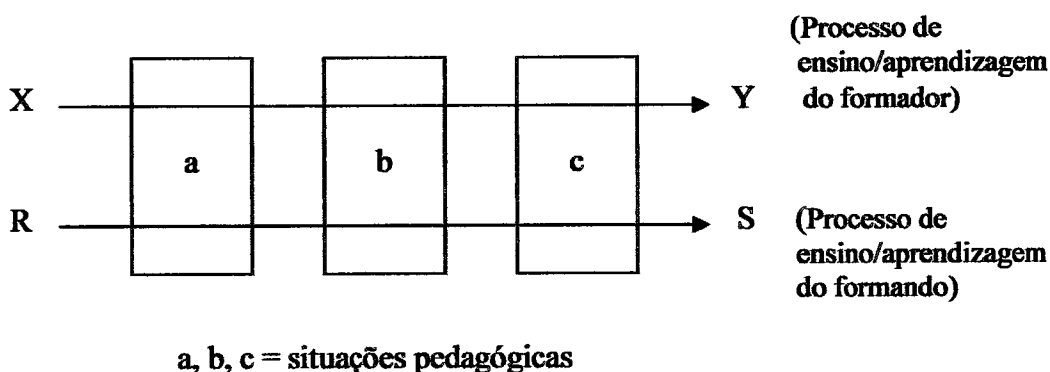 (Processo de
ensino/aprendizagem
do formador)
X
Y
a
b
c
R
S
(Processo de
ensino/aprendizagem
do formando)
a, b, c = situações pedagógicas